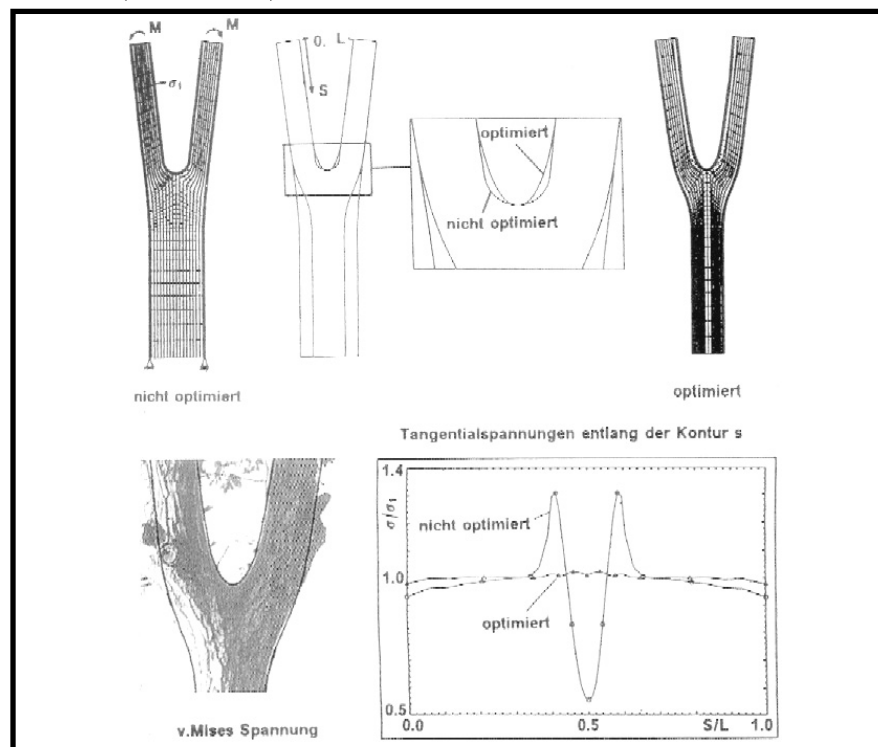 M M
σ₁
0. L
S
optimiert
nicht optimiert
nicht optimiert
optimiert
Tangentialspannungen entlang der Kontur s
v.Mises Spannung
σ/σ₁
1.4
1.0
0.5
nicht optimiert
optimiert
0.0 0.5 S/L 1.0